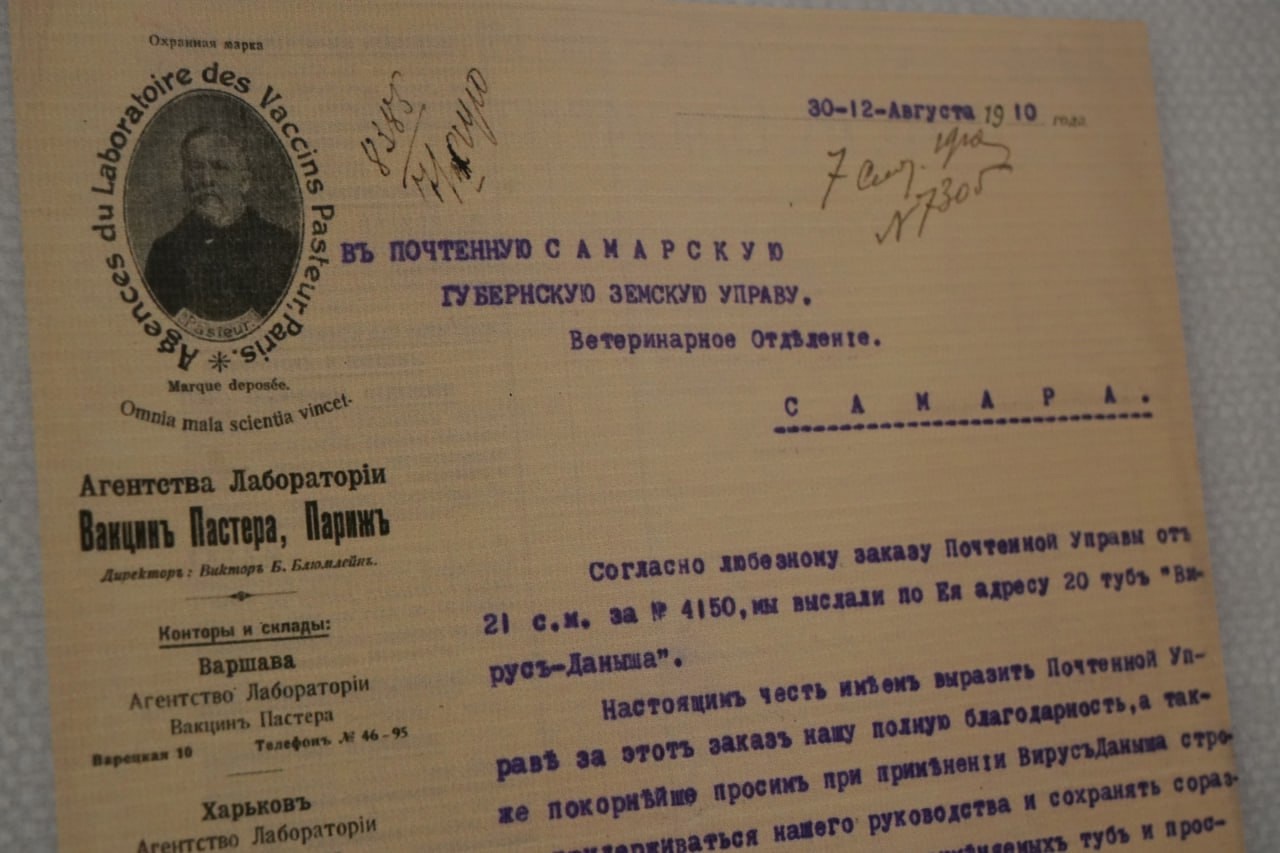 Охранная марка
Agences du Laboratoire des Vaccins Pasteur, Paris.
Pasteur.
Marque deposée.
Omnia mala scientia vincet-
Агентства Лабораторіи
Вакцинъ Пастера, Парижъ
Директоръ: Викторъ Б. Блюмлейнъ.
Конторы и склады:
Варшава
Агентство Лабораторіи
Вакцинъ Пастера
Варецкая 10 Телефонъ № 46-95
Харьковъ
Агентство Лабораторіи
8385
30-12-Августа 1910 года
7 Сент. 1910
N 7305
ВЪ ПОЧТЕННУЮ САМАРСКУЮ
ГУБЕРНСКУЮ ЗЕМСКУЮ УПРАВУ.
Ветеринарное Отдѣленіе.
САМАРА.
Согласно любезному заказу Почтенной Управы отъ
21 с.м. за № 4150, мы выслали по Ея адресу 20 тубъ "Ви-
русъ-Даныша".
Настоящимъ честь имѣемъ выразить Почтенной Уп-
равѣ за этотъ заказъ нашу полную благодарность, а так-
же покорнѣйше просимъ при примѣненіи ВирусъДаныша стро-
нашего руководства и сохранять сораз-
тубъ и прос-